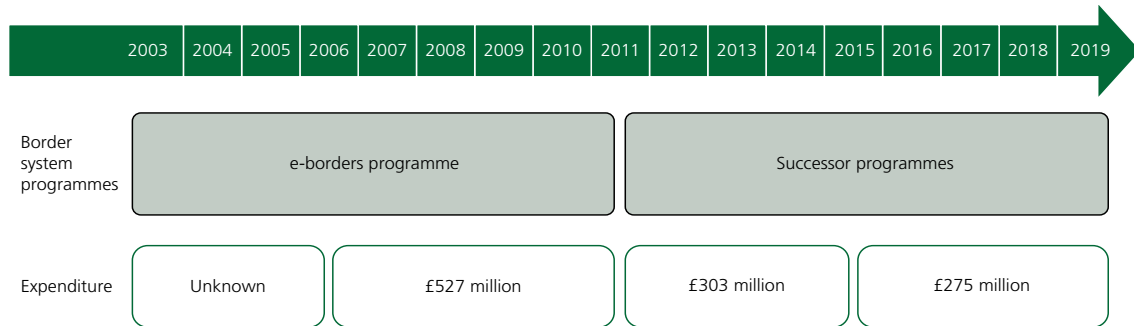 2003 2004 2005 2006 2007 2008 2009 2010 2011 2012 2013 2014 2015 2016 2017 2018 2019
Border
system
programmes
e-borders programme
Successor programmes
Expenditure
Unknown
£527 million
£303 million
£275 million